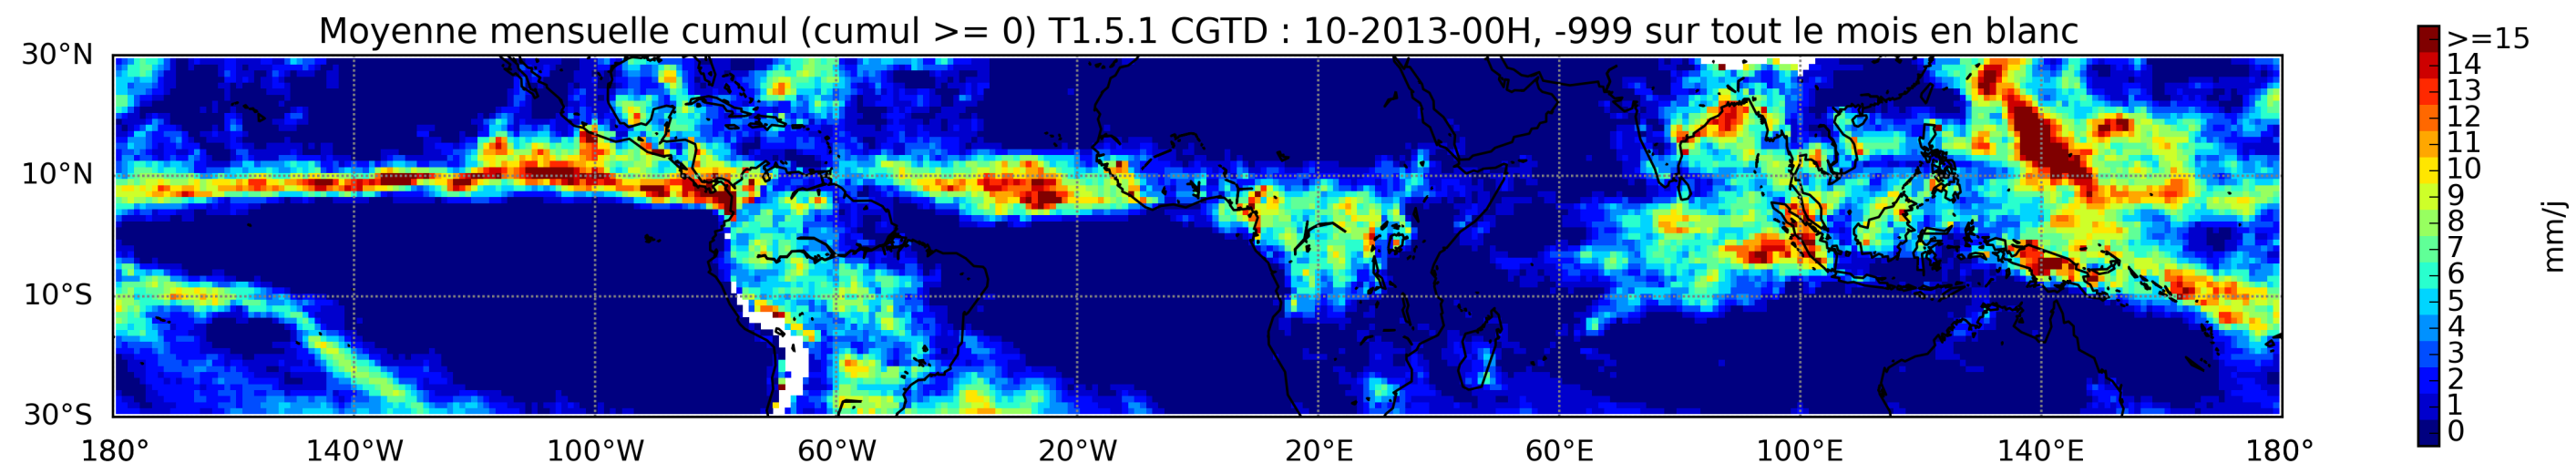 Moyenne mensuelle cumul (cumul >= 0) T1.5.1 CGTD : 10-2013-00H, -999 sur tout le mois en blanc
30°N
10°N
10°S
30°S
180°
140°W
100°W
60°W
20°W
20°E
60°E
100°E
140°E
180°
>=15
14
13
12
11
10
9
8
7
6
5
4
3
2
1
0
mm/j